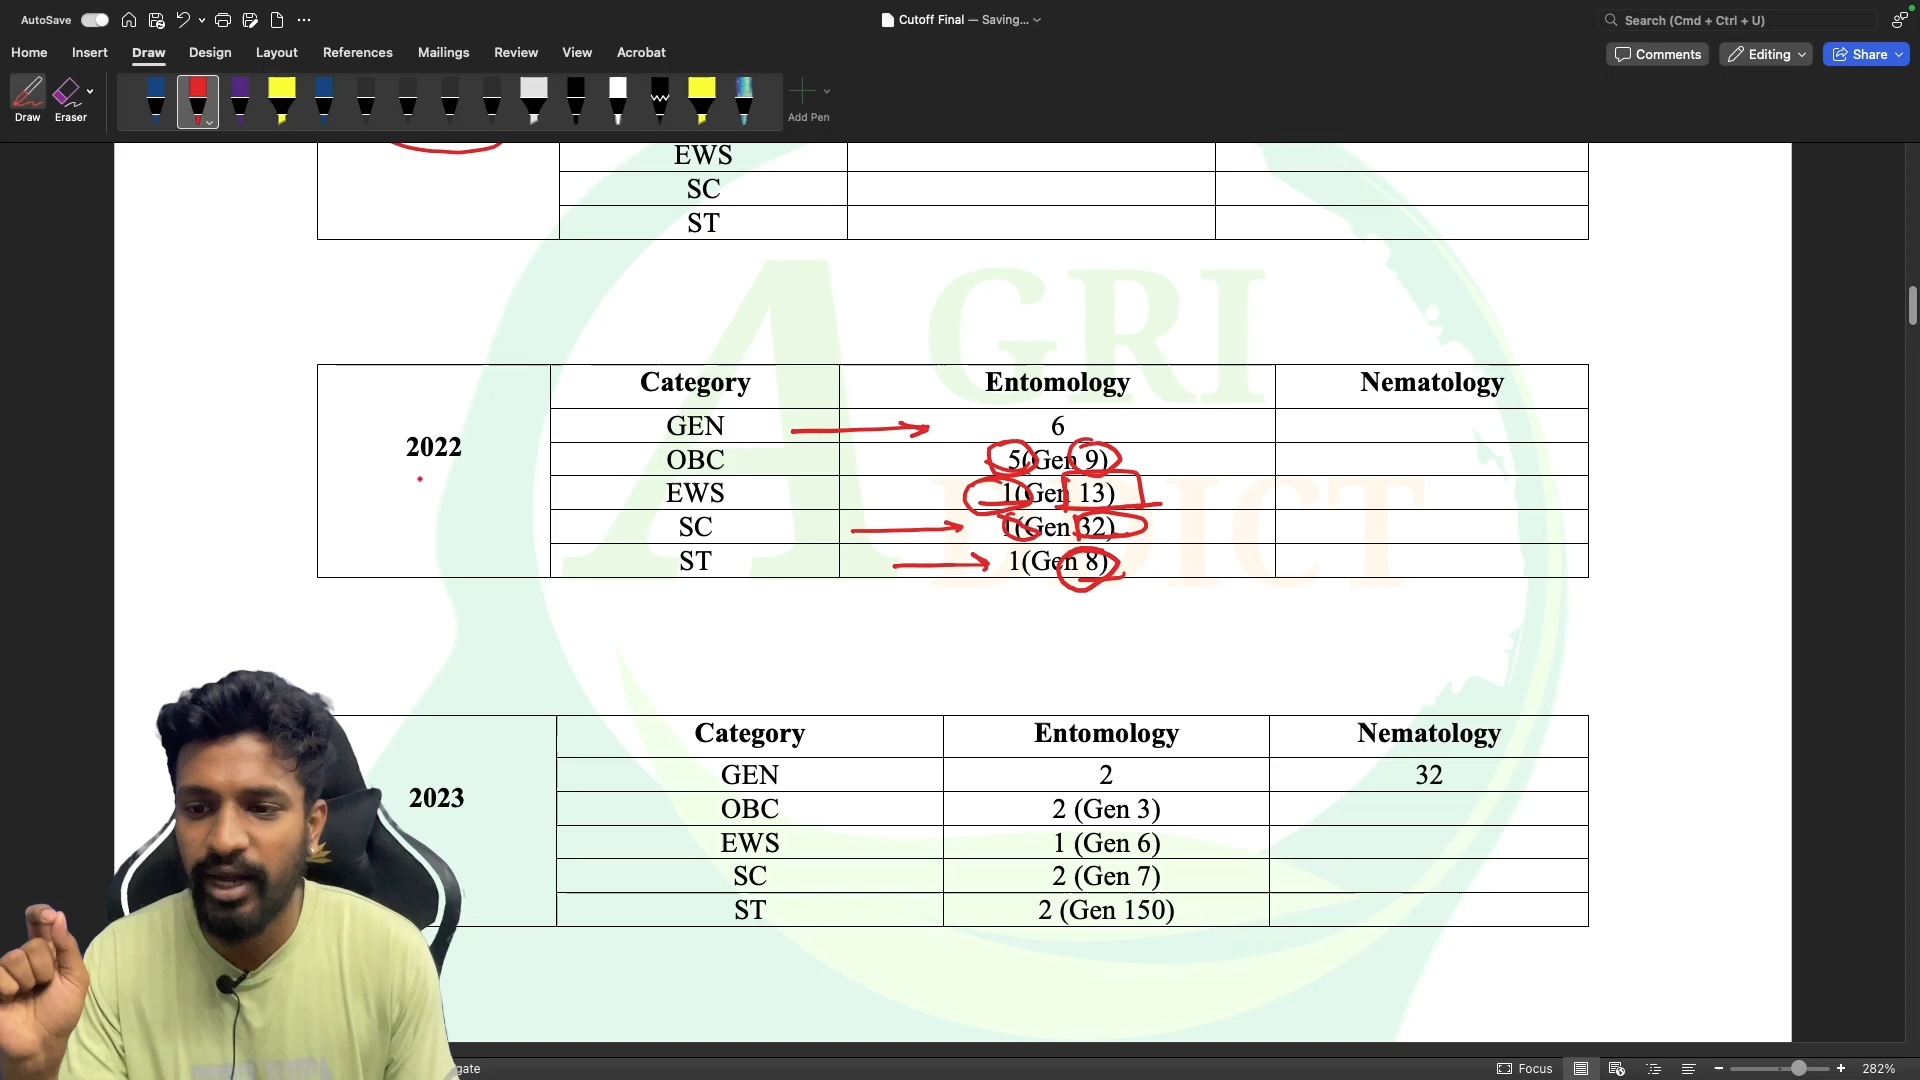 AutoSave
Cutoff Final — Saving...
Search (Cmd + Ctrl + U)
Home Insert Draw Design Layout References Mailings Review View Acrobat
Comments Editing Share
Draw Eraser Add Pen
EWS
SC
ST
AGRI
DICT
2022
Category Entomology Nematology
GEN 6
OBC 5(Gen 9)
EWS 1(Gen 13)
SC 1(Gen 32)
ST 1(Gen 8)
2023
Category Entomology Nematology
GEN 2 32
OBC 2 (Gen 3)
EWS 1 (Gen 6)
SC 2 (Gen 7)
ST 2 (Gen 150)
gate
Focus 282%